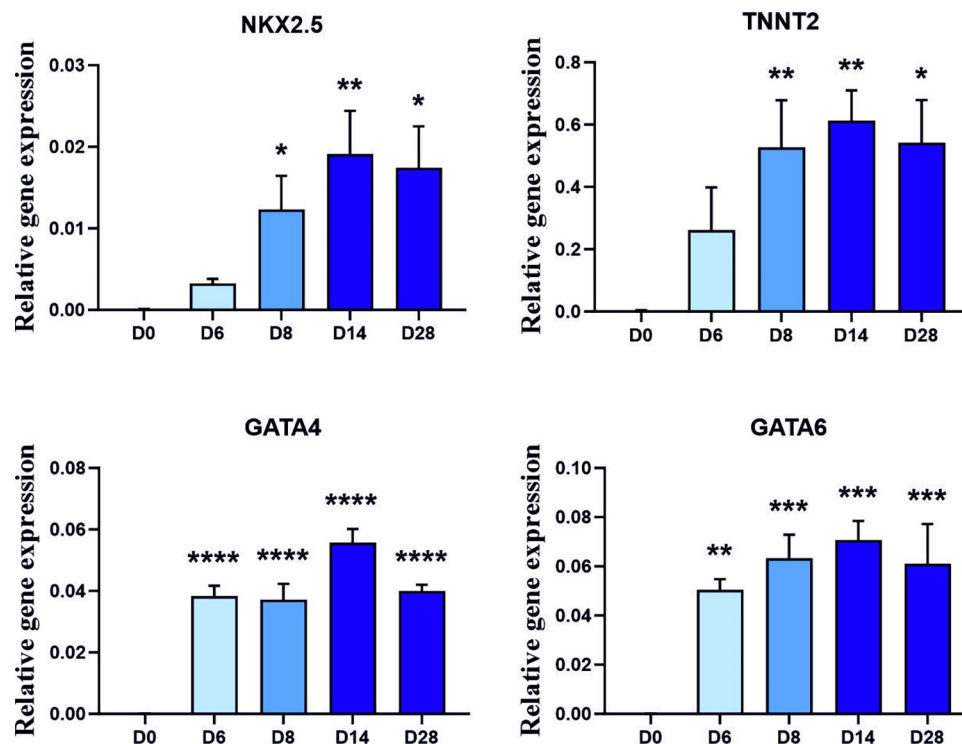 NKX2.5
Relative gene expression
0.03
0.02
0.01
0.00
*
**
*
D0 D6 D8 D14 D28
TNNT2
Relative gene expression
0.8
0.6
0.4
0.2
0.0
**
**
*
D0 D6 D8 D14 D28
GATA4
Relative gene expression
0.08
0.06
0.04
0.02
0.00
****
****
****
****
D0 D6 D8 D14 D28
GATA6
Relative gene expression
0.10
0.08
0.06
0.04
0.02
0.00
**
***
***
***
D0 D6 D8 D14 D28